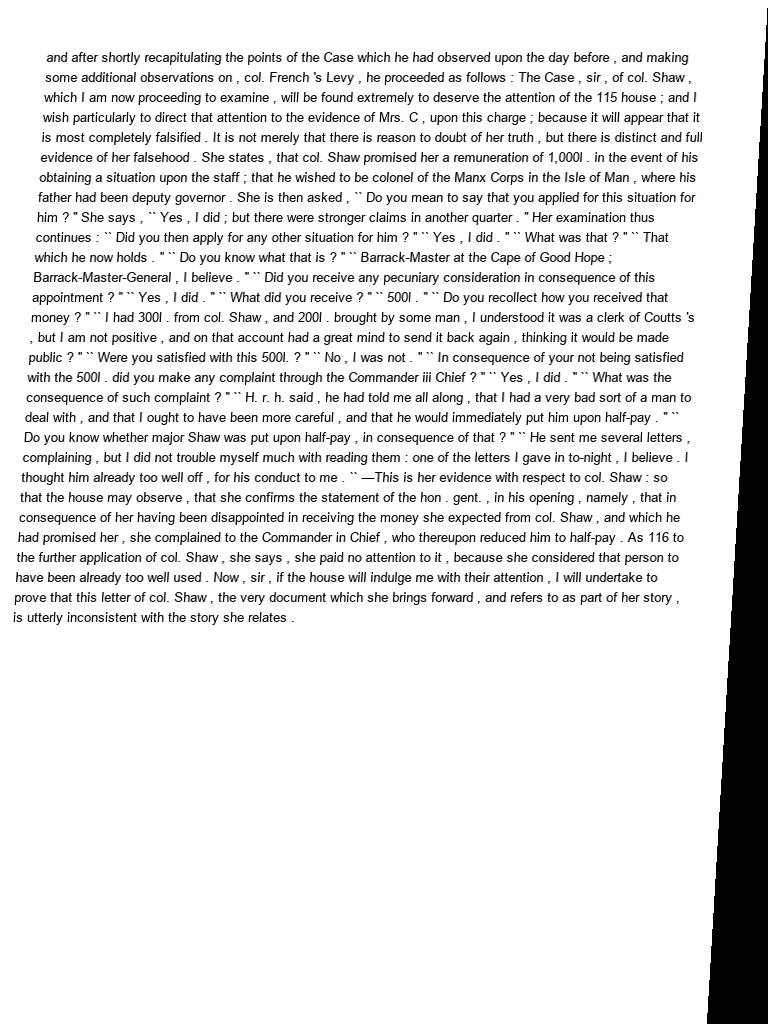 and after shortly recapitulating the points of the Case which he had observed upon the day before , and making
some additional observations on , col. French 's Levy , he proceeded as follows : The Case , sir , of col. Shaw ,
which I am now proceeding to examine , will be found extremely to deserve the attention of the 115 house ; and I
wish particularly to direct that attention to the evidence of Mrs. C , upon this charge ; because it will appear that it
is most completely falsified . It is not merely that there is reason to doubt of her truth , but there is distinct and full
evidence of her falsehood . She states , that col. Shaw promised her a remuneration of 1,000l . in the event of his
obtaining a situation upon the staff ; that he wished to be colonel of the Manx Corps in the Isle of Man , where his
father had been deputy governor . She is then asked , `` Do you mean to say that you applied for this situation for
him ? " She says , `` Yes , I did ; but there were stronger claims in another quarter . " Her examination thus
continues : `` Did you then apply for any other situation for him ? " `` Yes , I did . " `` What was that ? " `` That
which he now holds . " `` Do you know what that is ? " `` Barrack-Master at the Cape of Good Hope ;
Barrack-Master-General , I believe . " `` Did you receive any pecuniary consideration in consequence of this
appointment ? " `` Yes , I did . " `` What did you receive ? " `` 500l . " `` Do you recollect how you received that
money ? " `` I had 300l . from col. Shaw , and 200l . brought by some man , I understood it was a clerk of Coutts 's
, but I am not positive , and on that account had a great mind to send it back again , thinking it would be made
public ? " `` Were you satisfied with this 500l. ? " `` No , I was not . " `` In consequence of your not being satisfied
with the 500l . did you make any complaint through the Commander iii Chief ? " `` Yes , I did . " `` What was the
consequence of such complaint ? " `` H. r. h. said , he had told me all along , that I had a very bad sort of a man to
deal with , and that I ought to have been more careful , and that he would immediately put him upon half-pay . " ``
Do you know whether major Shaw was put upon half-pay , in consequence of that ? " `` He sent me several letters ,
complaining , but I did not trouble myself much with reading them : one of the letters I gave in to-night , I believe . I
thought him already too well off , for his conduct to me . `` —This is her evidence with respect to col. Shaw : so
that the house may observe , that she confirms the statement of the hon . gent. , in his opening , namely , that in
consequence of her having been disappointed in receiving the money she expected from col. Shaw , and which he
had promised her , she complained to the Commander in Chief , who thereupon reduced him to half-pay . As 116 to
the further application of col. Shaw , she says , she paid no attention to it , because she considered that person to
have been already too well used . Now , sir , if the house will indulge me with their attention , I will undertake to
prove that this letter of col. Shaw , the very document which she brings forward , and refers to as part of her story ,
is utterly inconsistent with the story she relates .